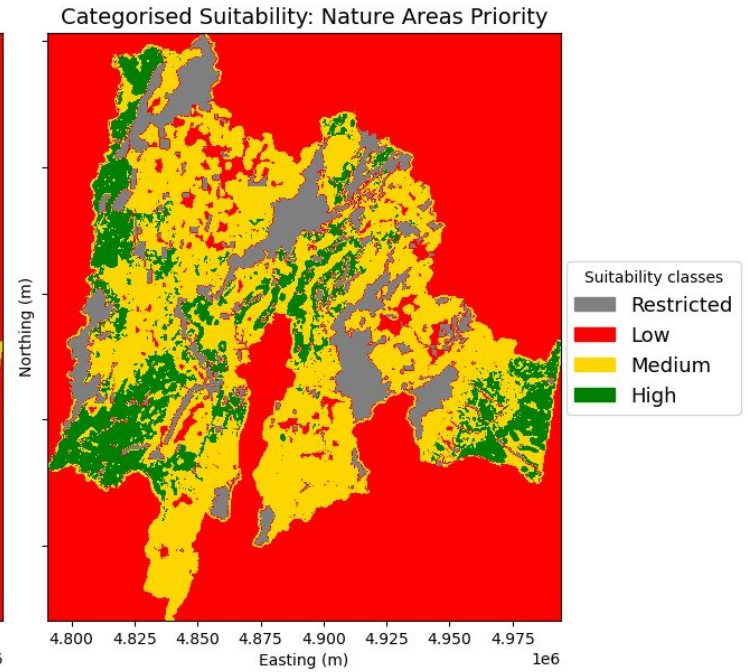 Categorised Suitability: Nature Areas Priority
Northing (m)
Suitability classes
Restricted
Low
Medium
High
4.800 4.825 4.850 4.875 4.900 4.925 4.950 4.975
Easting (m) 1e6